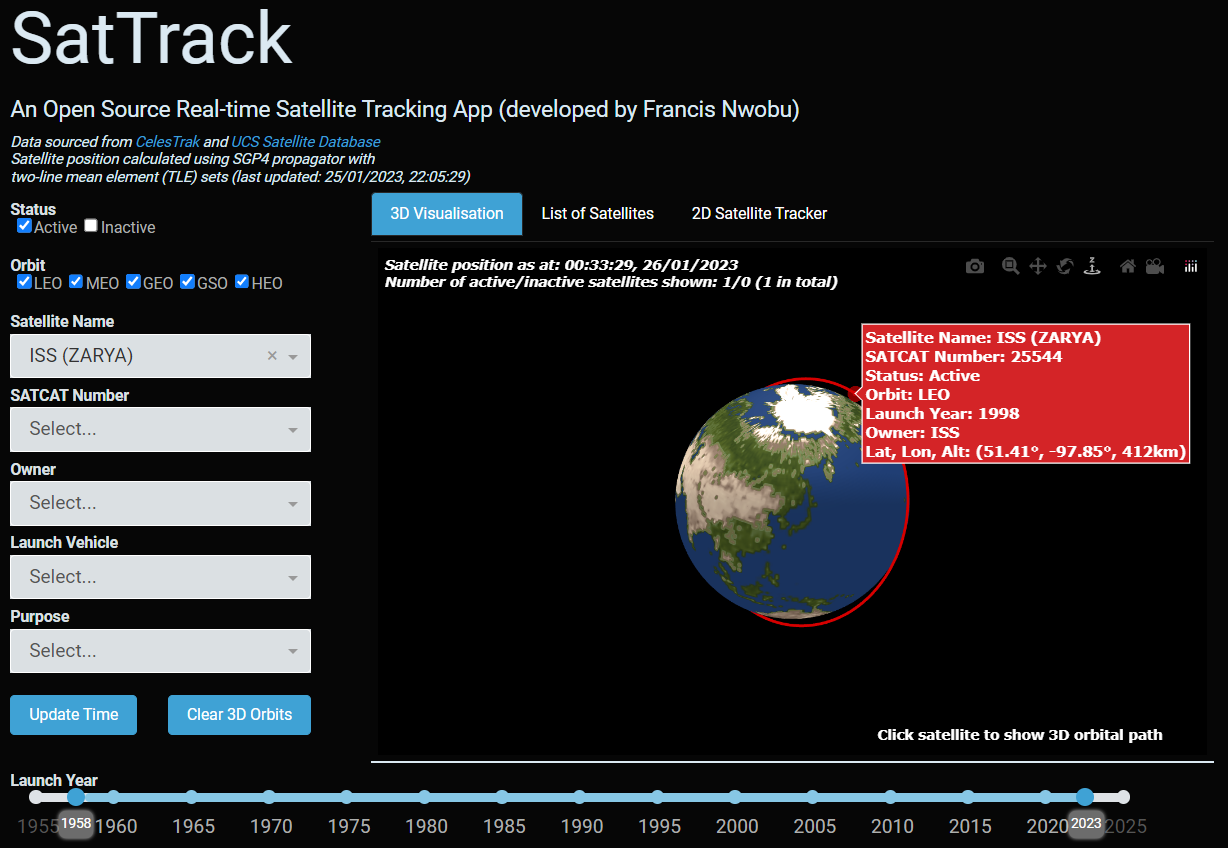 SatTrack
An Open Source Real-time Satellite Tracking App (developed by Francis Nwobu)
Data sourced from CelesTrak and UCS Satellite Database
Satellite position calculated using SGP4 propagator with
two-line mean element (TLE) sets (last updated: 25/01/2023, 22:05:29)
Status
Active Inactive
Orbit
LEO MEO GEO GSO HEO
Satellite Name
ISS (ZARYA)
SATCAT Number
Select...
Owner
Select...
Launch Vehicle
Select...
Purpose
Select...
Update Time
Clear 3D Orbits
3D Visualisation
List of Satellites
2D Satellite Tracker
Satellite position as at: 00:33:29, 26/01/2023
Number of active/inactive satellites shown: 1/0 (1 in total)
Z
Satellite Name: ISS (ZARYA)
SATCAT Number: 25544
Status: Active
Orbit: LEO
Launch Year: 1998
Owner: ISS
Lat, Lon, Alt: (51.41°, -97.85°, 412km)
Click satellite to show 3D orbital path
Launch Year
1955 1958 1960 1965 1970 1975 1980 1985 1990 1995 2000 2005 2010 2015 2020 2023 2025